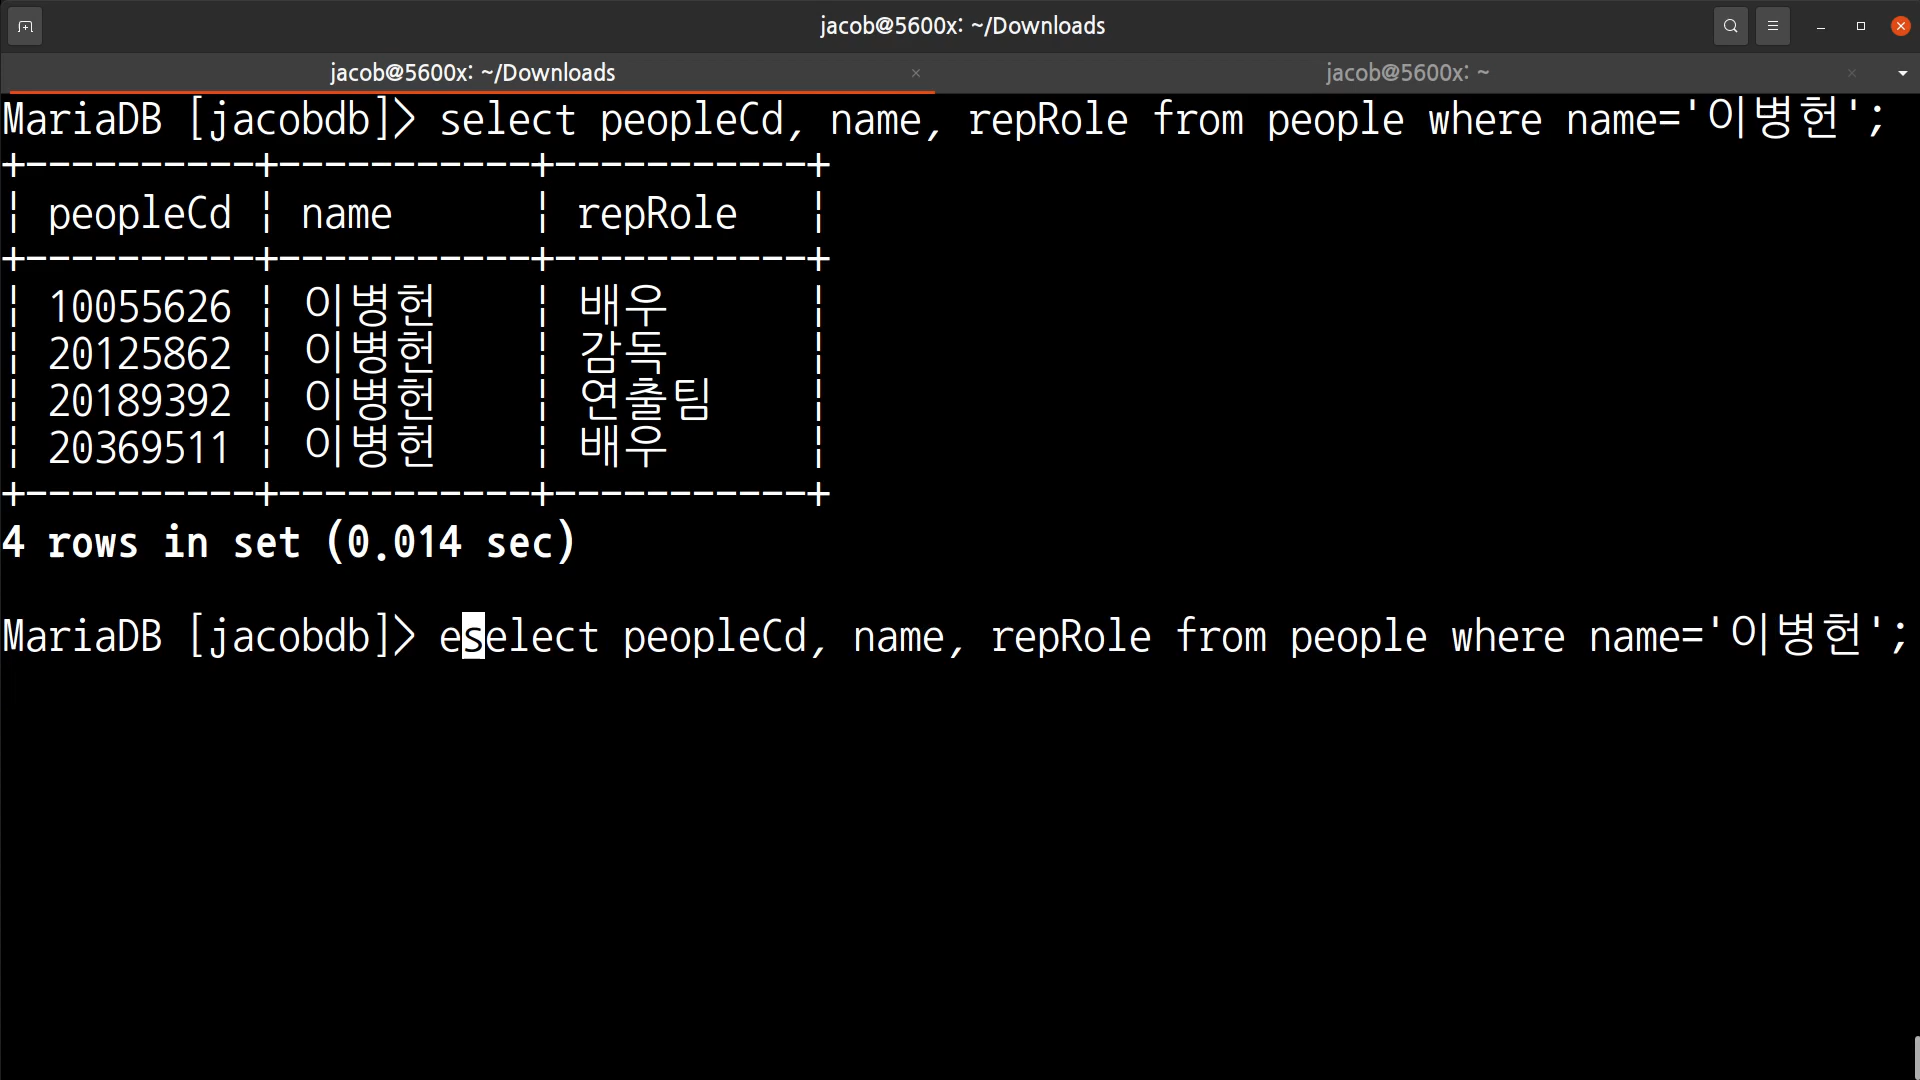 jacob@5600x: ~/Downloads
jacob@5600x: ~/Downloads
jacob@5600x: ~
MariaDB [jacobdb]> select peopleCd, name, repRole from people where name='이병헌';
+----------+-----------+-----------+
| peopleCd | name      | repRole   |
+----------+-----------+-----------+
| 10055626 | 이병헌    | 배우      |
| 20125862 | 이병헌    | 감독      |
| 20189392 | 이병헌    | 연출팀    |
| 20369511 | 이병헌    | 배우      |
+----------+-----------+-----------+
4 rows in set (0.014 sec)
MariaDB [jacobdb]> eselect peopleCd, name, repRole from people where name='이병헌';